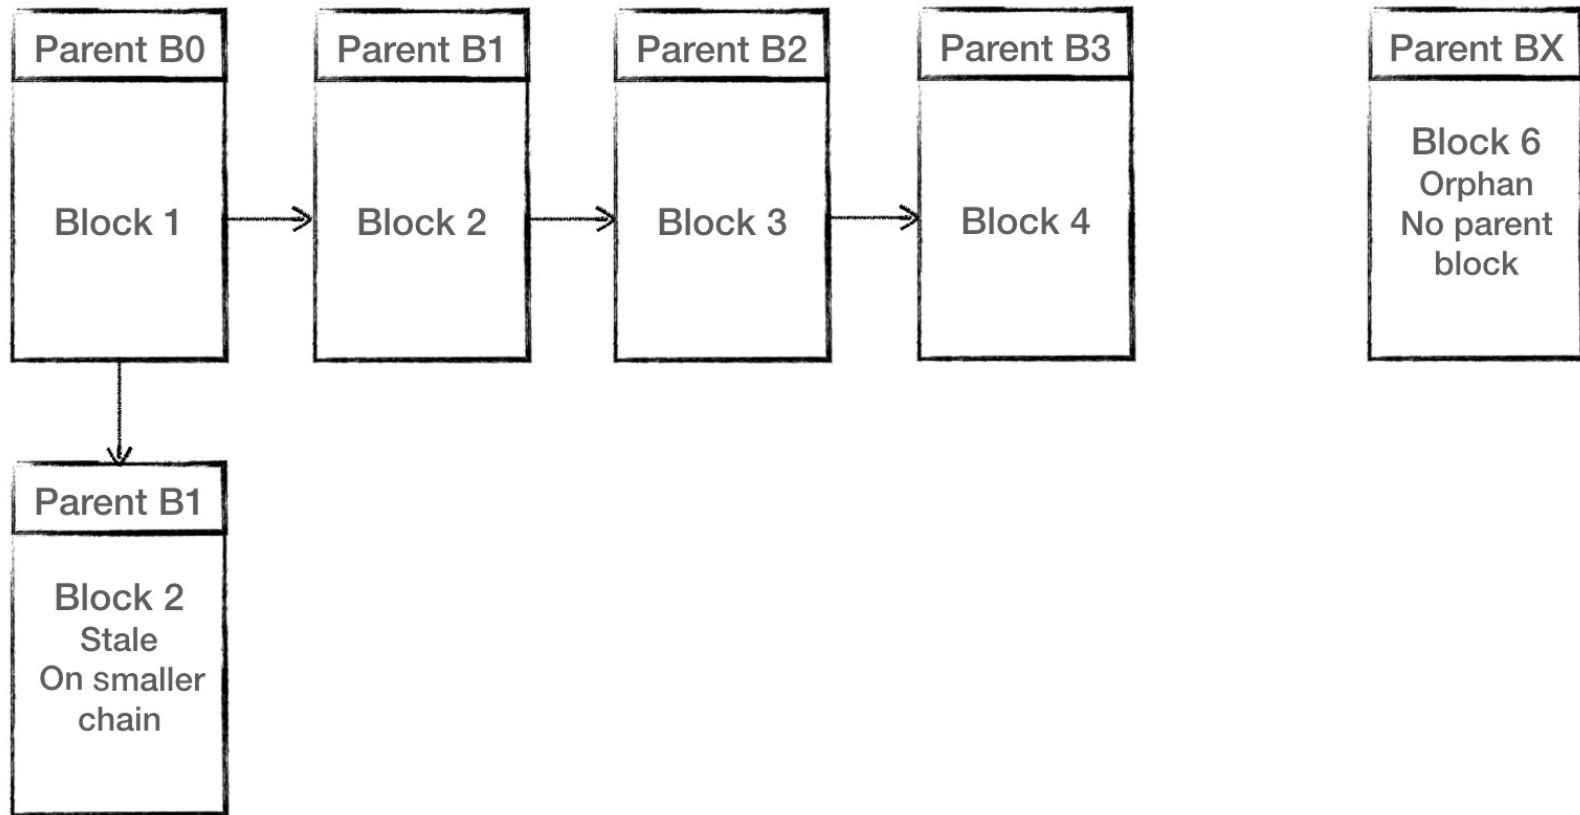 Parent B0
Parent B1
Parent B2
Parent B3
Parent BX
Block 1
Block 2
Block 3
Block 4
Block 6
Orphan
No parent
block
Parent B1
Block 2
Stale
On smaller
chain